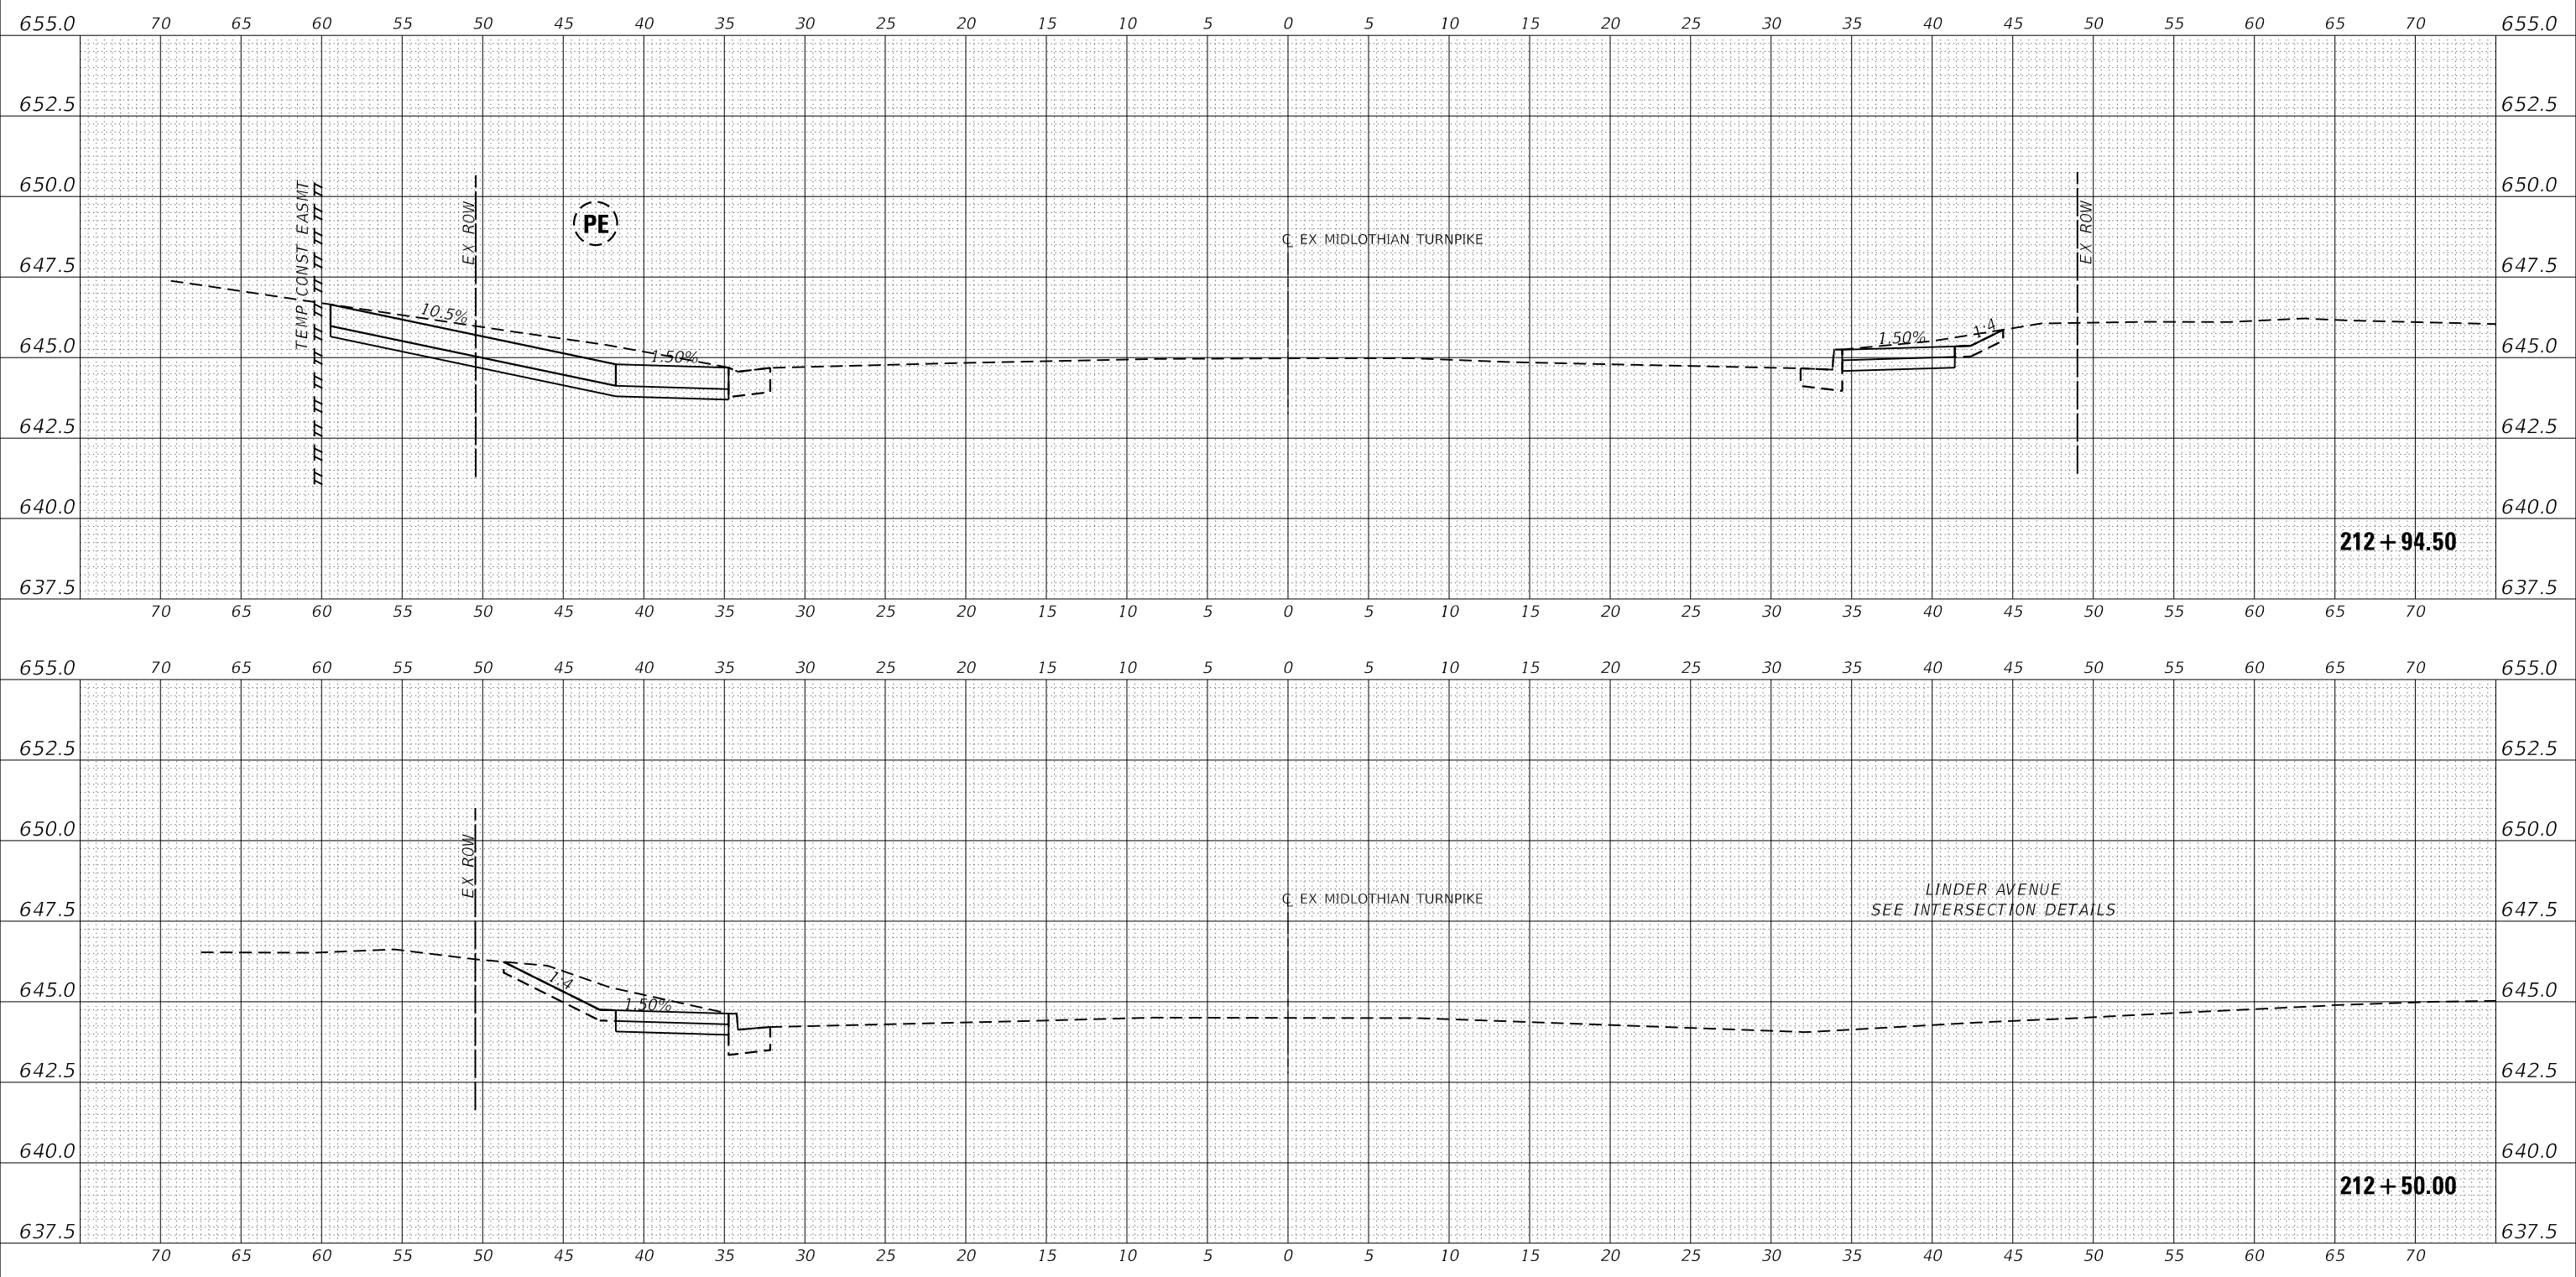 70 65 60 55 50 45 40 35 30 25 20 15 10 5 0 5 10 15 20 25 30 35 40 45 50 55 60 65 70
655.0 655.0
652.5 652.5
650.0 650.0
TEMP CONST EASMT
EX ROW
PE
℄ EX MIDLOTHIAN TURNPIKE
EX ROW
647.5 647.5
10.5%
1.50%
1.50%
1:4
645.0 645.0
642.5 642.5
640.0 640.0
212+94.50
637.5 637.5
70 65 60 55 50 45 40 35 30 25 20 15 10 5 0 5 10 15 20 25 30 35 40 45 50 55 60 65 70
70 65 60 55 50 45 40 35 30 25 20 15 10 5 0 5 10 15 20 25 30 35 40 45 50 55 60 65 70
655.0 655.0
652.5 652.5
650.0 650.0
EX ROW
℄ EX MIDLOTHIAN TURNPIKE
LINDER AVENUE
SEE INTERSECTION DETAILS
647.5 647.5
1:4
1.50%
645.0 645.0
642.5 642.5
640.0 640.0
212+50.00
637.5 637.5
70 65 60 55 50 45 40 35 30 25 20 15 10 5 0 5 10 15 20 25 30 35 40 45 50 55 60 65 70